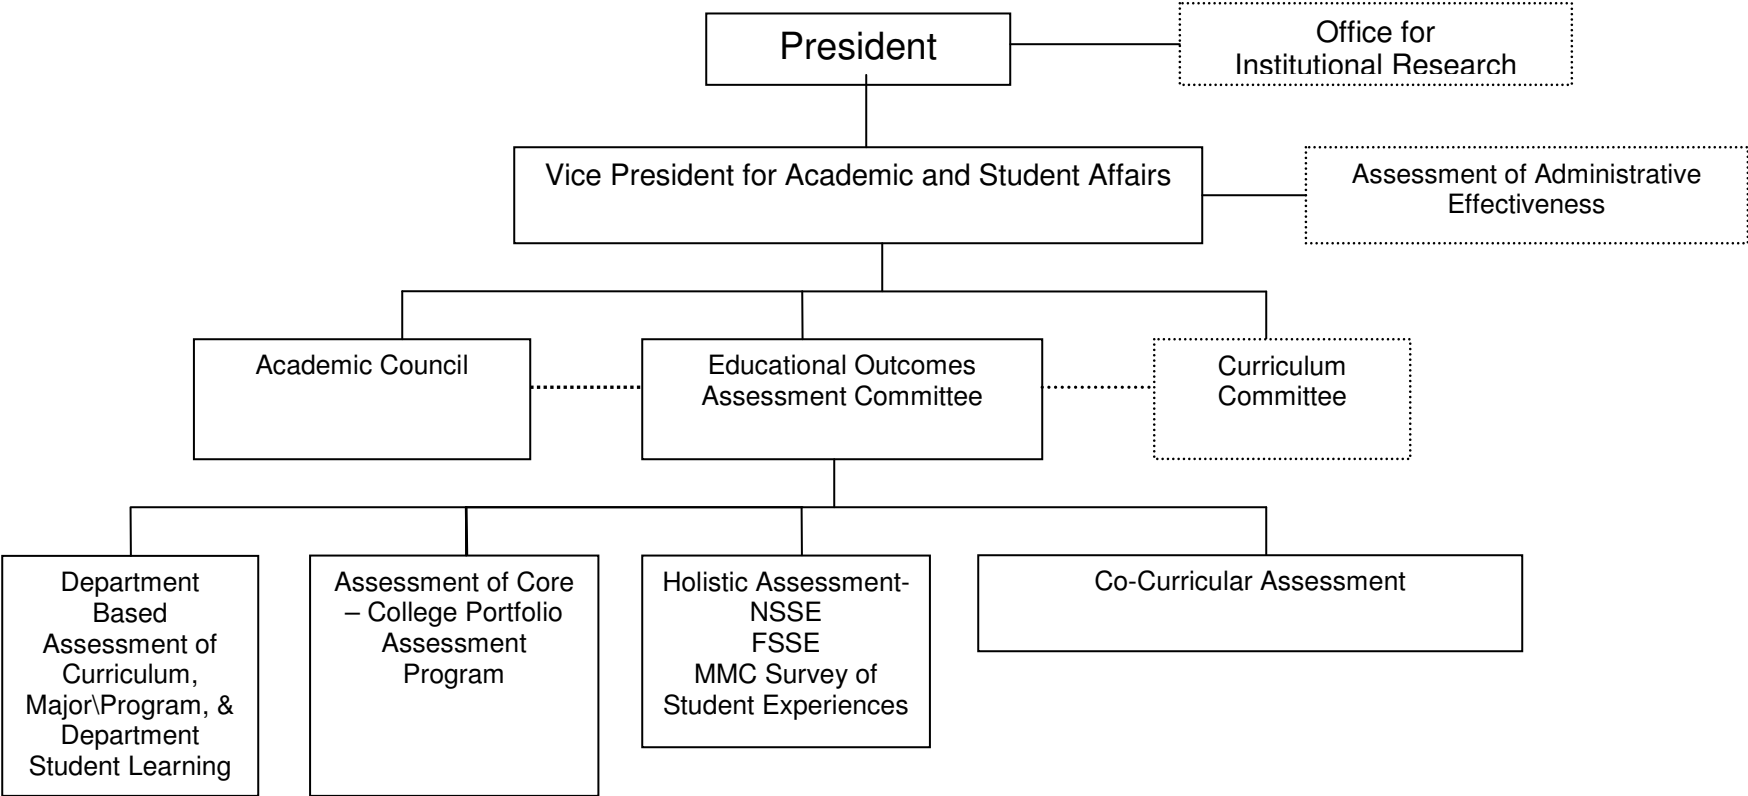 President
Office for
Institutional Research
Vice President for Academic and Student Affairs
Assessment of Administrative
Effectiveness
Academic Council
Educational Outcomes
Assessment Committee
Curriculum
Committee
Department
Based
Assessment of
Curriculum,
Major\Program, &
Department
Student Learning
Assessment of Core
– College Portfolio
Assessment
Program
Holistic Assessment-
NSSE
FSSE
MMC Survey of
Student Experiences
Co-Curricular Assessment